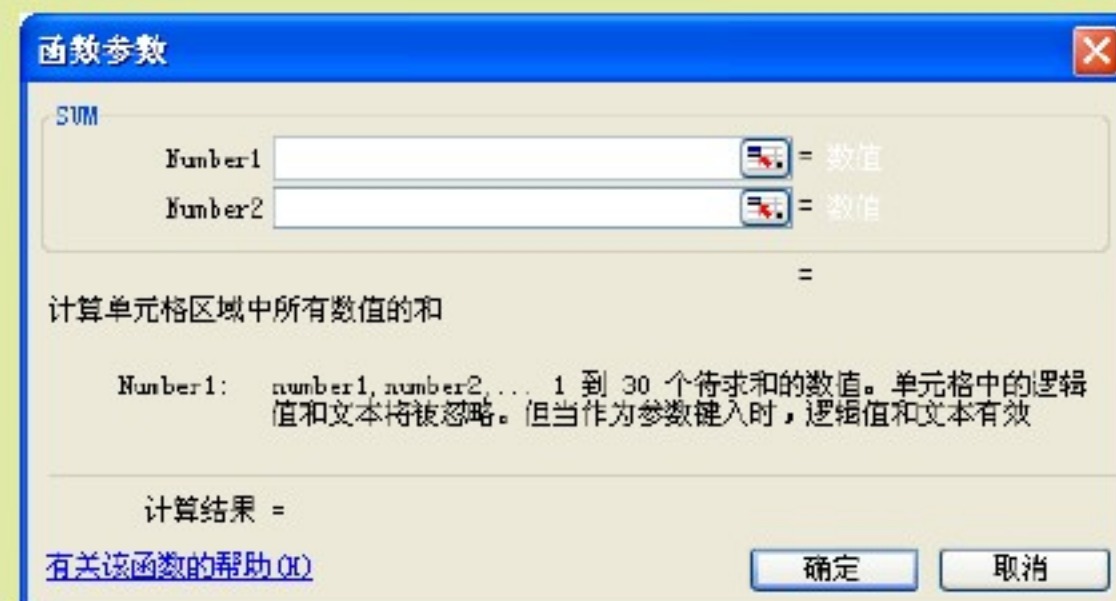 函数参数
SUM
Number1 = 数值
Number2 = 数值
=
计算单元格区域中所有数值的和
Number1: number1,number2,... 1 到 30 个待求和的数值。单元格中的逻辑
值和文本将被忽略。但当作为参数键入时，逻辑值和文本有效
计算结果 =
有关该函数的帮助(H)
确定 取消